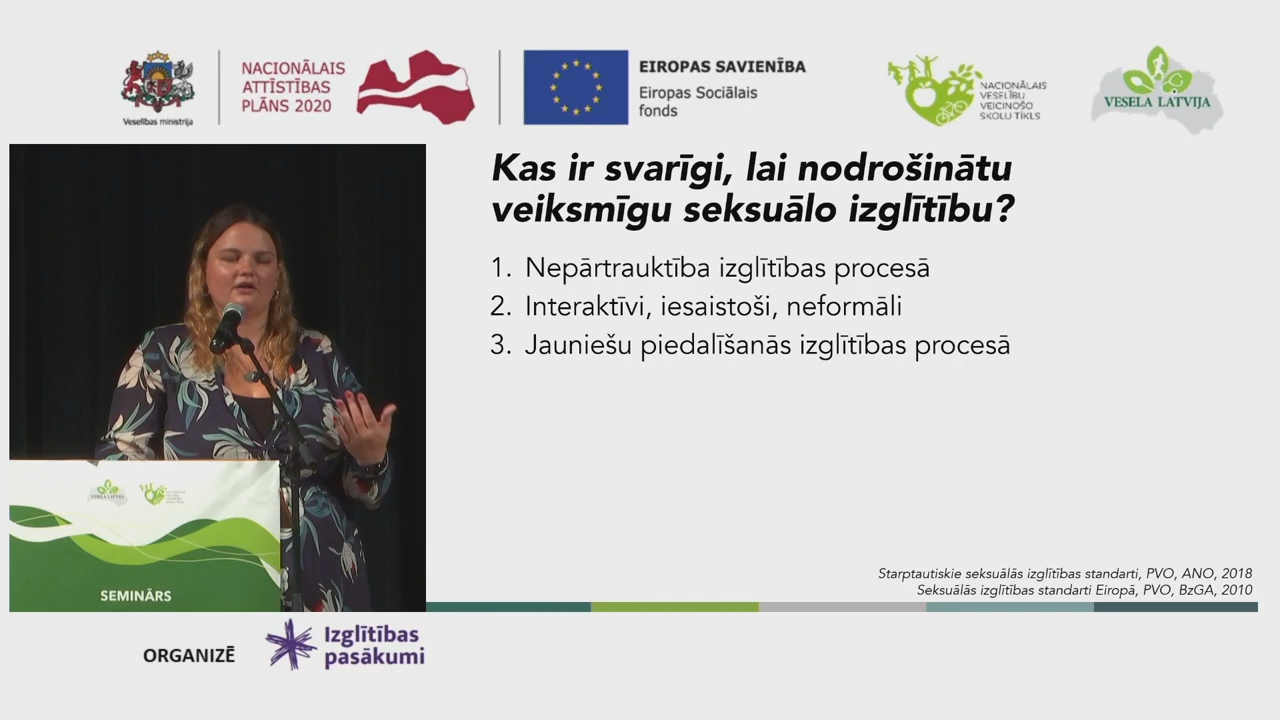 Veselības ministrija
NACIONĀLAIS
ATTĪSTĪBAS
PLĀNS 2020
EIROPAS SAVIENĪBA
Eiropas Sociālais
fonds
NACIONĀLAIS
VESELĪBU
VEICINOŠO
SKOLU TĪKLS
VESELA LATVIJA
Kas ir svarīgi, lai nodrošinātu
veiksmīgu seksuālo izglītību?
1. Nepārtrauktība izglītības procesā
2. Interaktīvi, iesaistoši, neformāli
3. Jauniešu piedalīšanās izglītības procesā
VESELA LATVIJA
SEMINĀRS
Starptautiskie seksuālās izglītības standarti, PVO, ANO, 2018
Seksuālās izglītības standarti Eiropā, PVO, BzGA, 2010
ORGANIZĒ
Izglītības
pasākumi